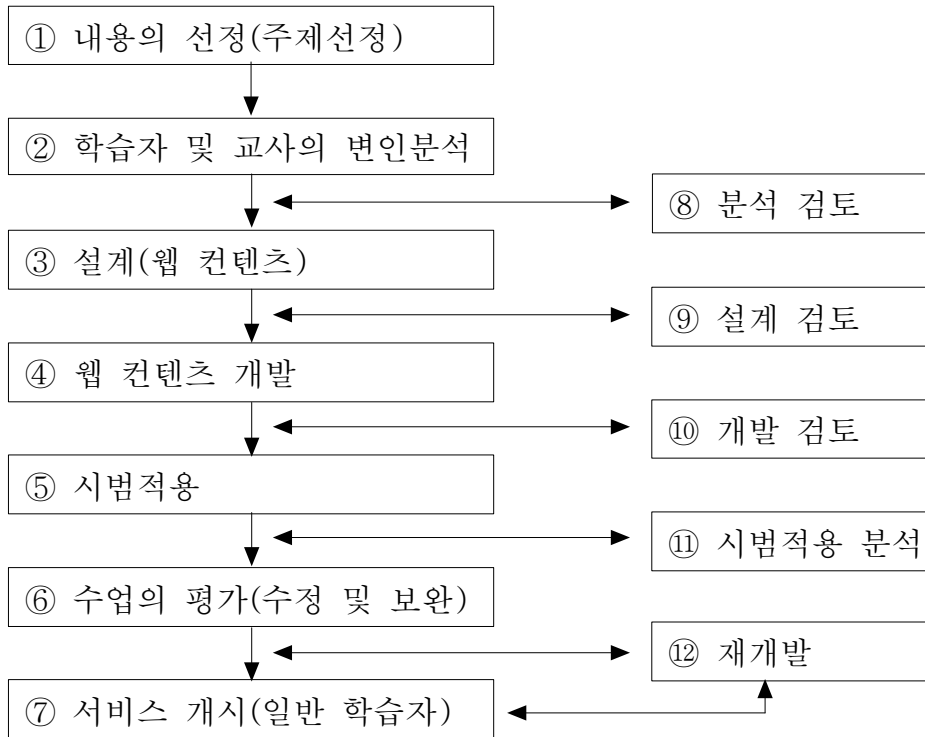 ① 내용의 선정(주제선정)
② 학습자 및 교사의 변인분석
⑧ 분석 검토
③ 설계(웹 컨텐츠)
⑨ 설계 검토
④ 웹 컨텐츠 개발
⑩ 개발 검토
⑤ 시범적용
⑪ 시범적용 분석
⑥ 수업의 평가(수정 및 보완)
⑫ 재개발
⑦ 서비스 개시(일반 학습자)